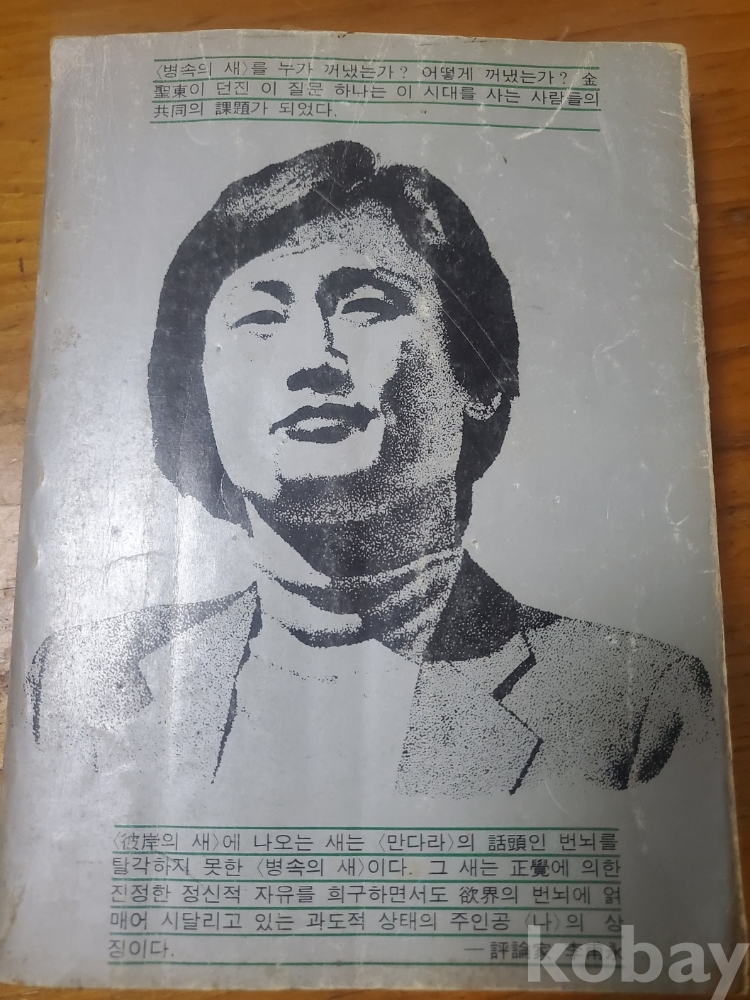 〈병속의 새〉를 누가 꺼냈는가? 어떻게 꺼냈는가? 金
聖東이 던진 이 질문 하나는 이 시대를 사는 사람들의
共同의 課題가 되었다.
〈彼岸의 새〉에 나오는 새는 〈만다라〉의 話頭인 번뇌를
탈각하지 못한 〈병속의 새〉이다. 그 새는 正覺에 의한
진정한 정신적 자유를 희구하면서도 欲界의 번뇌에 얽
매어 시달리고 있는 과도적 상태의 주인공 〈나〉의 상
징이다. —評論家
kobay